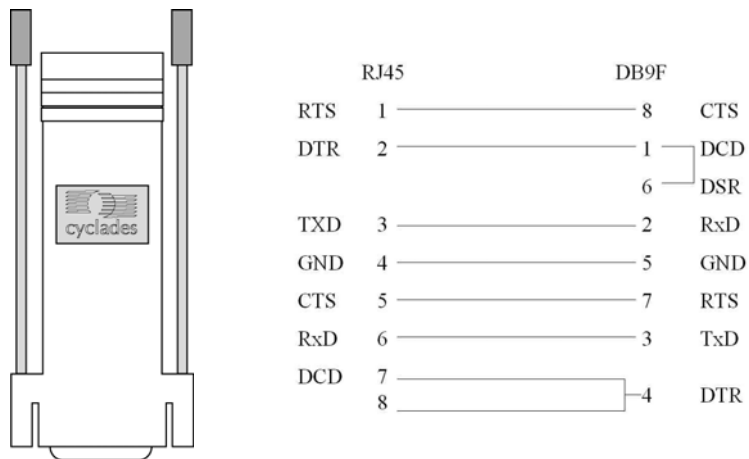 RJ45 DB9F
RTS 1 8 CTS
DTR 2 1 DCD
6 DSR
cyclades
TXD 3 2 RxD
GND 4 5 GND
CTS 5 7 RTS
RxD 6 3 TxD
DCD 7
8 4 DTR